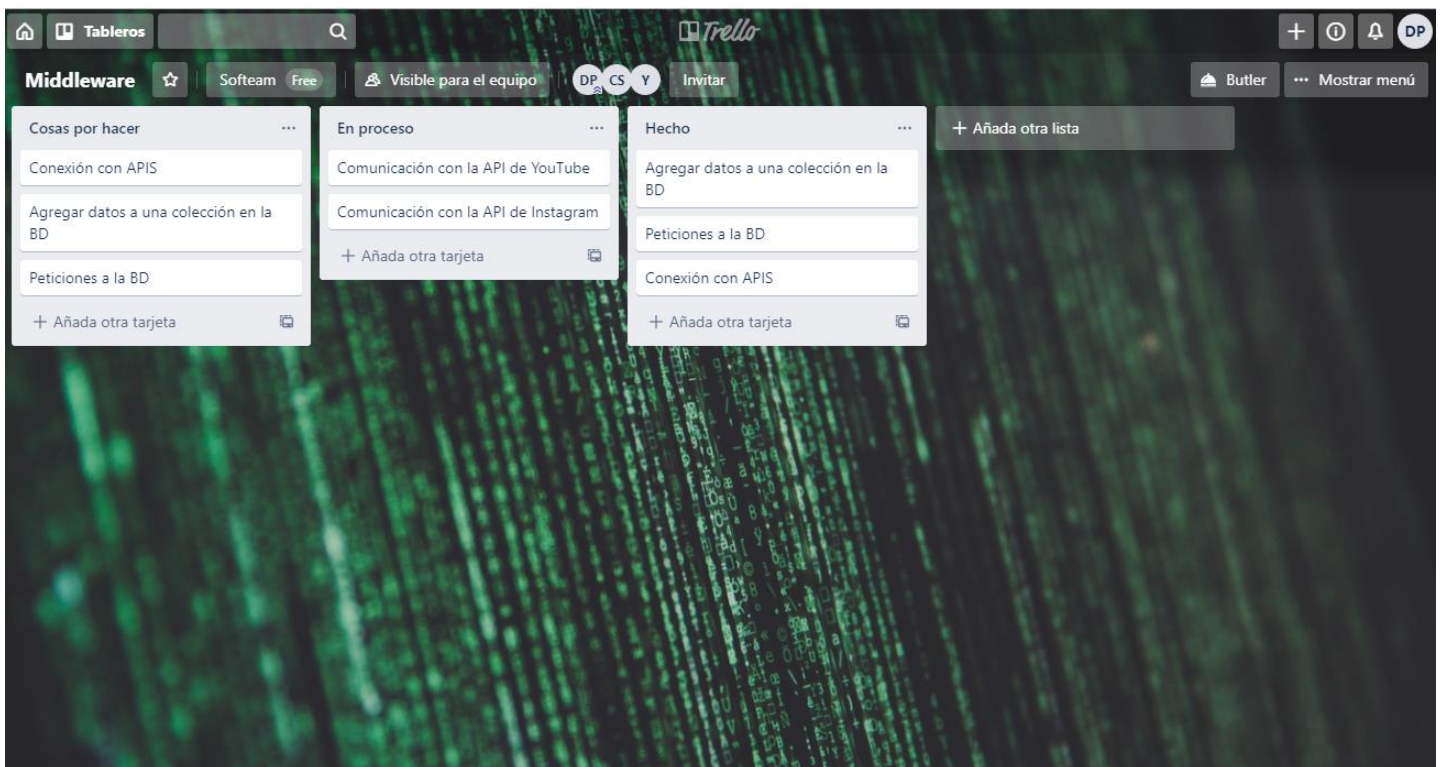 Tableros
Trello
DP
Middleware
Softeam Free
Visible para el equipo
DP CS Y
Invitar
Butler
Mostrar menú
Cosas por hacer
Conexión con APIS
Agregar datos a una colección en la
BD
Peticiones a la BD
+ Añada otra tarjeta
En proceso
Comunicación con la API de YouTube
Comunicación con la API de Instagram
+ Añada otra tarjeta
Hecho
Agregar datos a una colección en la
BD
Peticiones a la BD
Conexión con APIS
+ Añada otra tarjeta
+ Añada otra lista